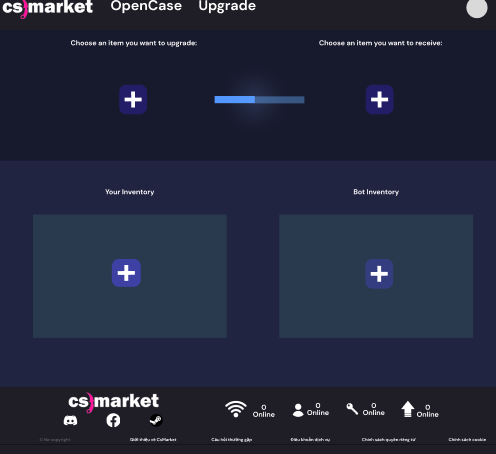 cs)market OpenCase Upgrade
Choose an item you want to upgrade: Choose an item you want to receive:
Your Inventory Bot Inventory
cs)market
0 Online 0 Online 0 Online 0 Online
© No copyright Giới thiệu về CsMarket Câu hỏi thường gặp Điều khoản dịch vụ Chính sách quyền riêng tư Chính sách cookie